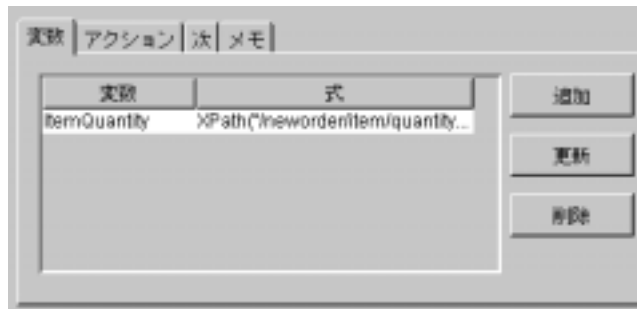 変数 アクション 次 メモ
変数 式 追加
ItemQuantity XPath("/neworder/item/quantity...
更新
削除